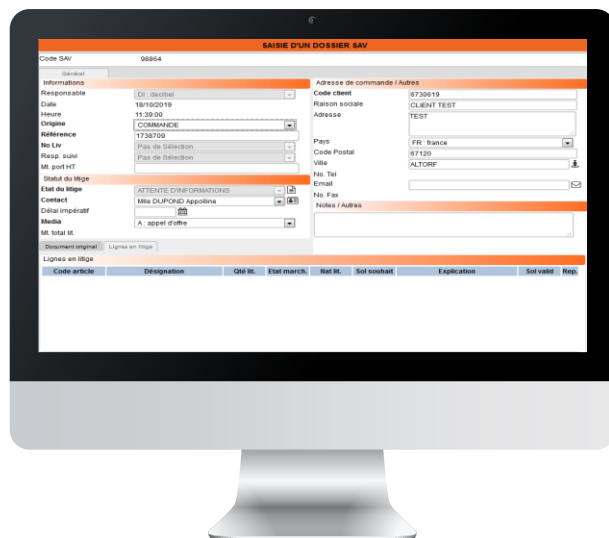 SAISIE D'UN DOSSIER SAV
Code SAV 98864
Général
Informations
Responsable DI : decibel
Date 18/10/2019
Heure 11:39:00
Origine COMMANDE
Référence 1738709
No Liv Pas de Sélection
Resp. suivi Pas de Sélection
Mt. port HT
Statut du litige
Etat du litige ATTENTE D'INFORMATIONS
Contact Mlle DUPOND Appolline
Délai impératif
Media A : appel d'offre
Mt. total lit.
Adresse de commande / Autres
Code client 6739619
Raison sociale CLIENT TEST
Adresse TEST
Pays FR : france
Code Postal 67120
Ville ALTORF
No. Tel
Email
No. Fax
Notes / Autres
Document original Lignes en litige
Lignes en litige
Code article Désignation Qté lit. Etat march. Nat lit. Sol souhait Explication Sol valid Rep.